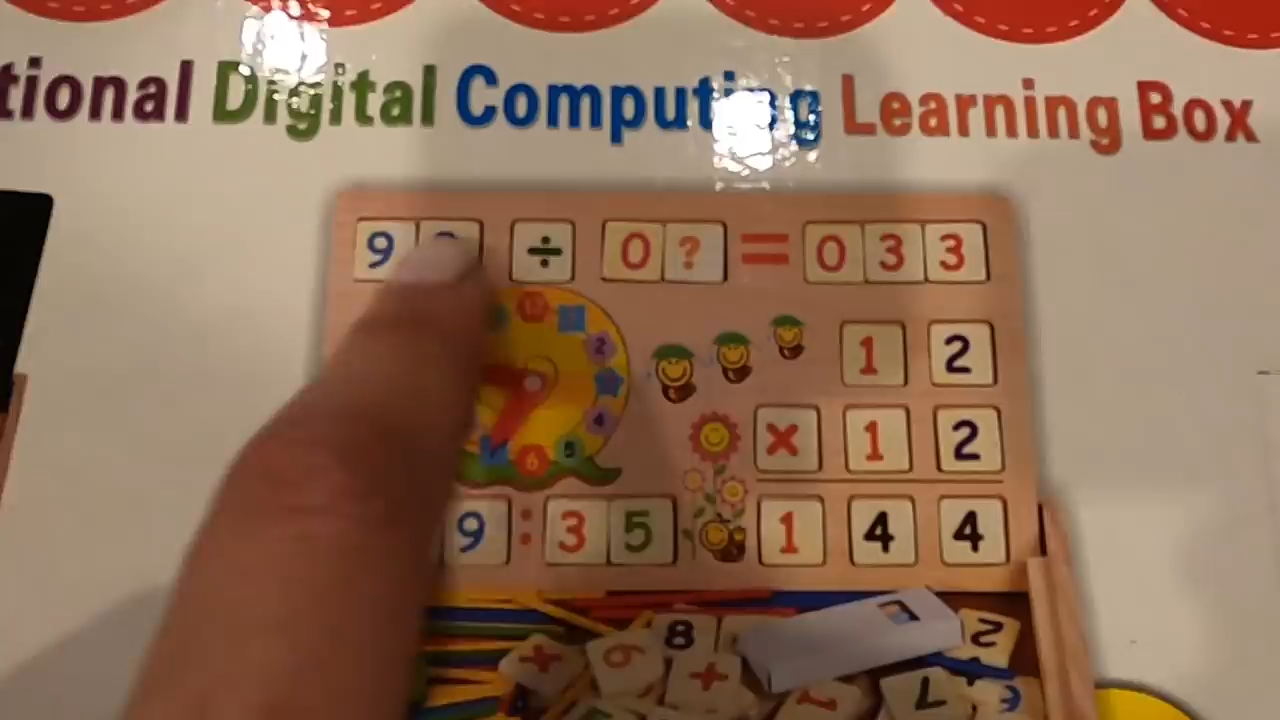 tional Digital Computing Learning Box
9 ÷ 0 ? = 0 3 3
1 2
× 1 2
9 : 3 5
1 4 4